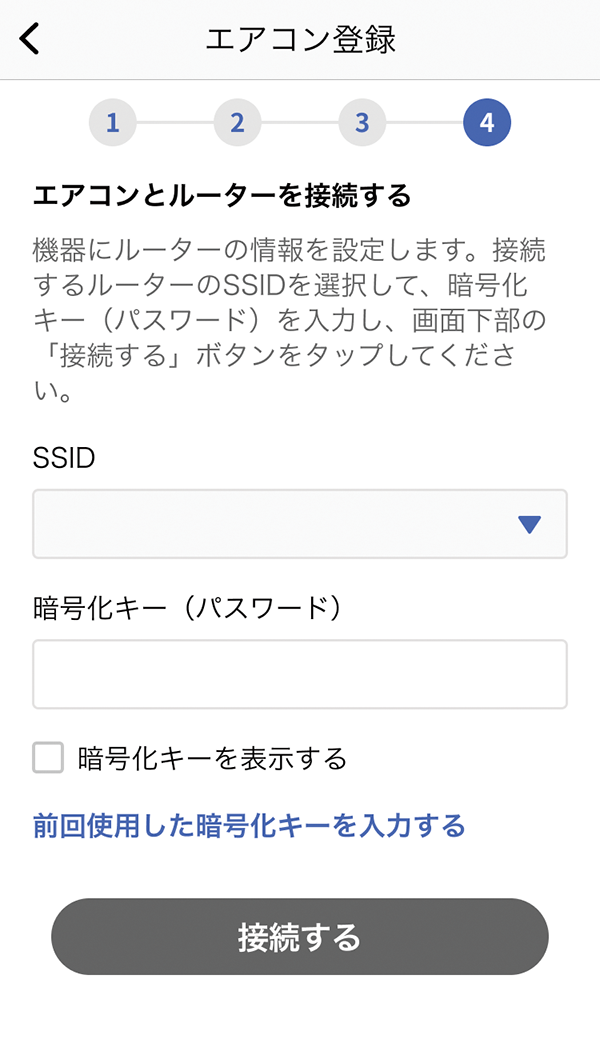 エアコン登録
1 2 3 4
エアコンとルーターを接続する
機器にルーターの情報を設定します。接続
するルーターのSSIDを選択して、暗号化
キー（パスワード）を入力し、画面下部の
「接続する」ボタンをタップしてくださ
い。
SSID
暗号化キー（パスワード）
暗号化キーを表示する
前回使用した暗号化キーを入力する
接続する